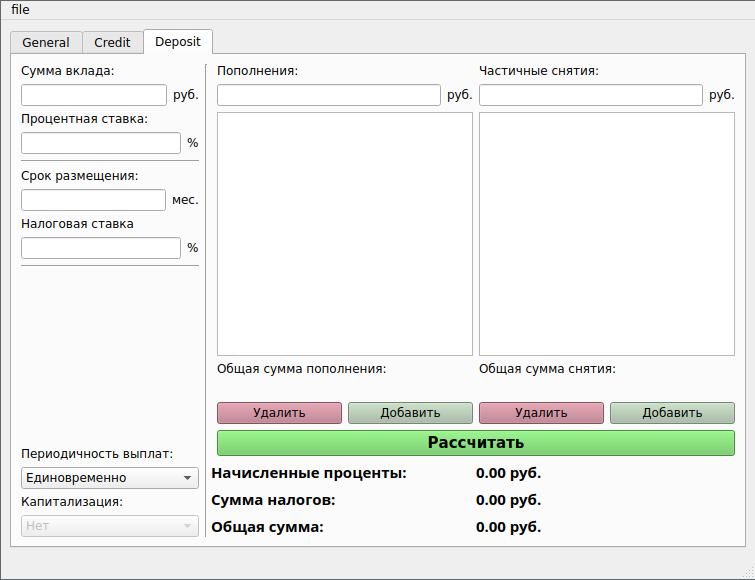 file
General Credit Deposit
Сумма вклада:
руб.
Процентная ставка:
%
Срок размещения:
мес.
Налоговая ставка
%
Периодичность выплат:
Единовременно
Капитализация:
Нет
Пополнения:
руб.
Общая сумма пополнения:
Удалить Добавить
Частичные снятия:
руб.
Общая сумма снятия:
Удалить Добавить
Рассчитать
Начисленные проценты: 0.00 руб.
Сумма налогов: 0.00 руб.
Общая сумма: 0.00 руб.